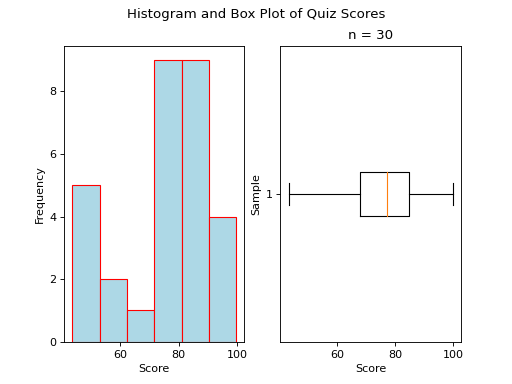 Histogram and Box Plot of Quiz Scores
n = 30
8
6
4
2
0
60 80 100
Frequency
Score
1
60 80 100
Sample
Score